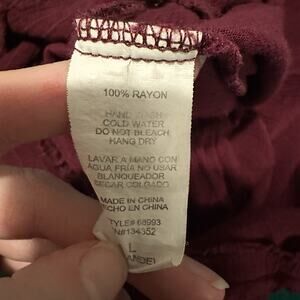 100% RAYON
HAND WASH
COLD WATER
DO NOT BLEACH
HANG DRY
LAVAR A MANO CON
AGUA FRIA NO USAR
BLANQUEADOR
SECAR COLGADO
MADE IN CHINA
HECHO EN CHINA
STYLE# 68993
#134352
L